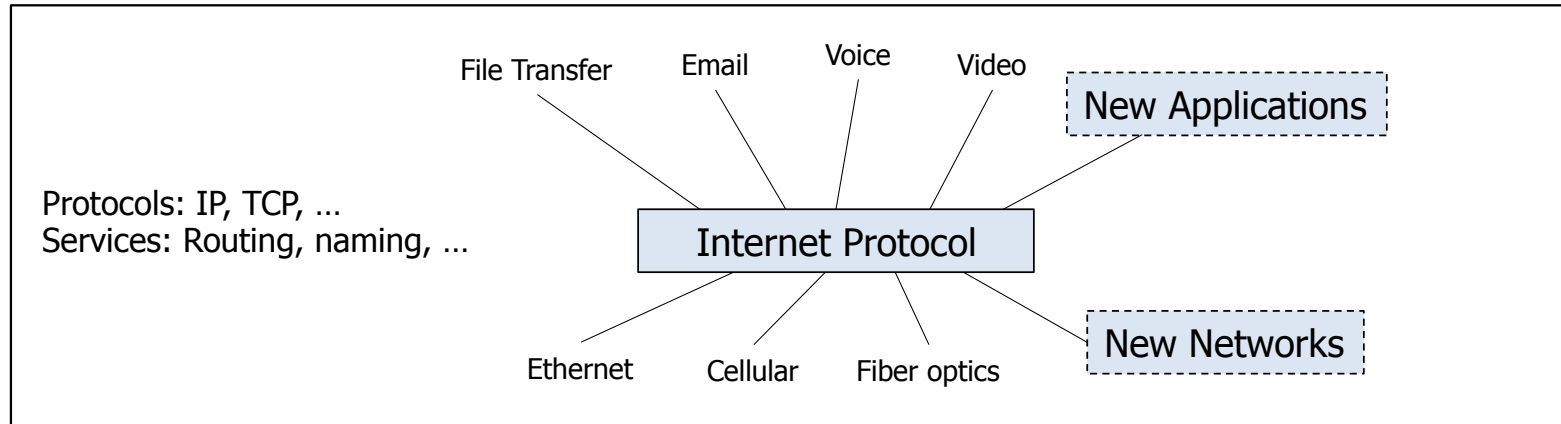 File Transfer
Email
Voice
Video
New Applications
Protocols: IP, TCP, …
Services: Routing, naming, …
Internet Protocol
New Networks
Ethernet
Cellular
Fiber optics